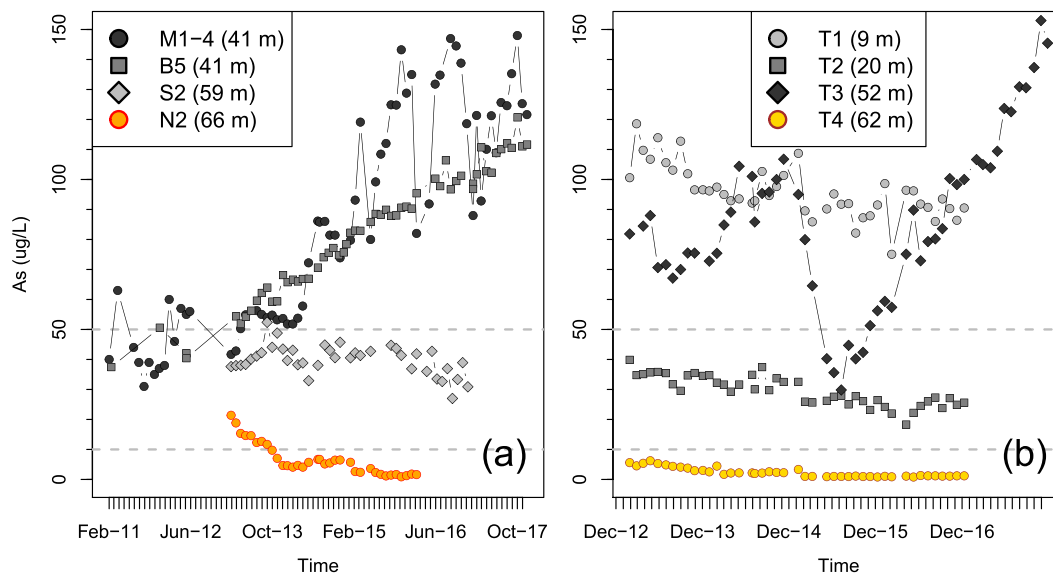 As (ug/L)
0
50
100
150
M1−4 (41 m)
B5 (41 m)
S2 (59 m)
N2 (66 m)
(a)
Feb−11 Jun−12 Oct−13 Feb−15 Jun−16 Oct−17
Time
0
50
100
150
T1 (9 m)
T2 (20 m)
T3 (52 m)
T4 (62 m)
(b)
Dec−12 Dec−13 Dec−14 Dec−15 Dec−16
Time